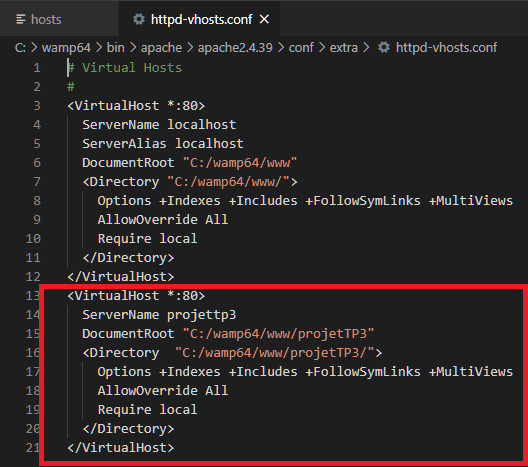 hosts httpd-vhosts.conf
C: > wamp64 > bin > apache > apache2.4.39 > conf > extra > httpd-vhosts.conf
1 # Virtual Hosts
2 #
3 <VirtualHost *:80>
4   ServerName localhost
5   ServerAlias localhost
6   DocumentRoot "C:/wamp64/www"
7   <Directory "C:/wamp64/www/">
8     Options +Indexes +Includes +FollowSymLinks +MultiViews
9     AllowOverride All
10     Require local
11   </Directory>
12 </VirtualHost>
13 <VirtualHost *:80>
14   ServerName projettp3
15   DocumentRoot "C:/wamp64/www/projetTP3"
16   <Directory  "C:/wamp64/www/projetTP3/">
17     Options +Indexes +Includes +FollowSymLinks +MultiViews
18     AllowOverride All
19     Require local
20   </Directory>
21 </VirtualHost>